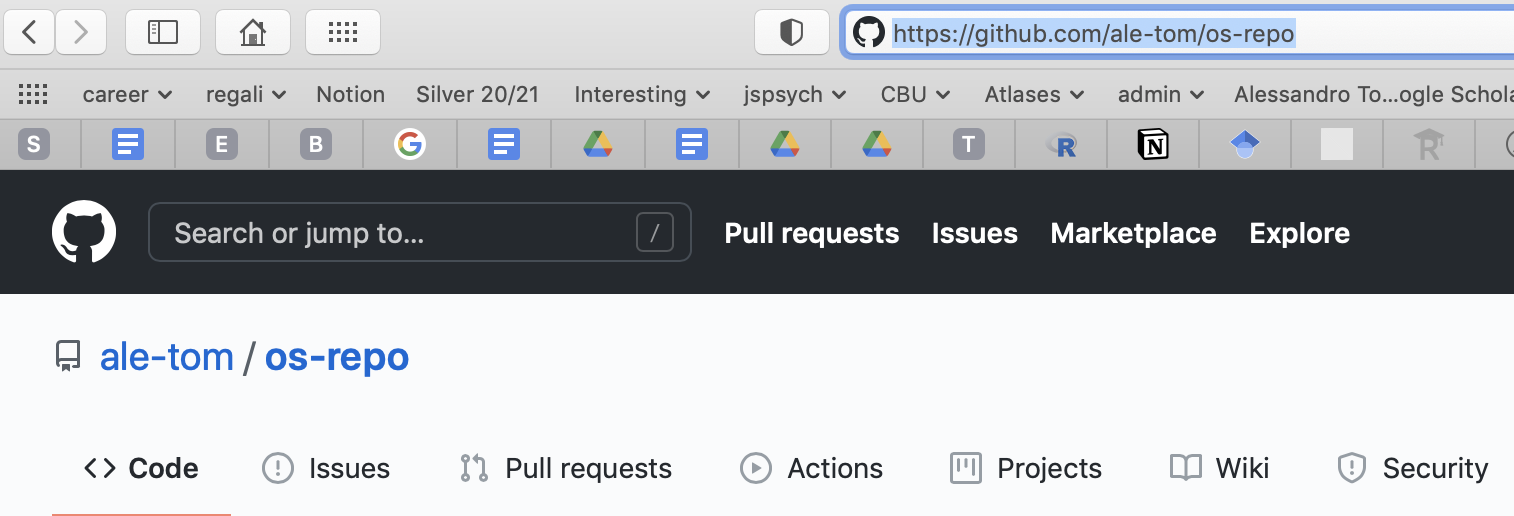 https://github.com/ale-tom/os-repo
career regali Notion Silver 20/21 Interesting jspsych CBU Atlases admin Alessandro To...ogle Schola
S E B G T R N R
Search or jump to... / Pull requests Issues Marketplace Explore
ale-tom / os-repo
<> Code Issues Pull requests Actions Projects Wiki Security